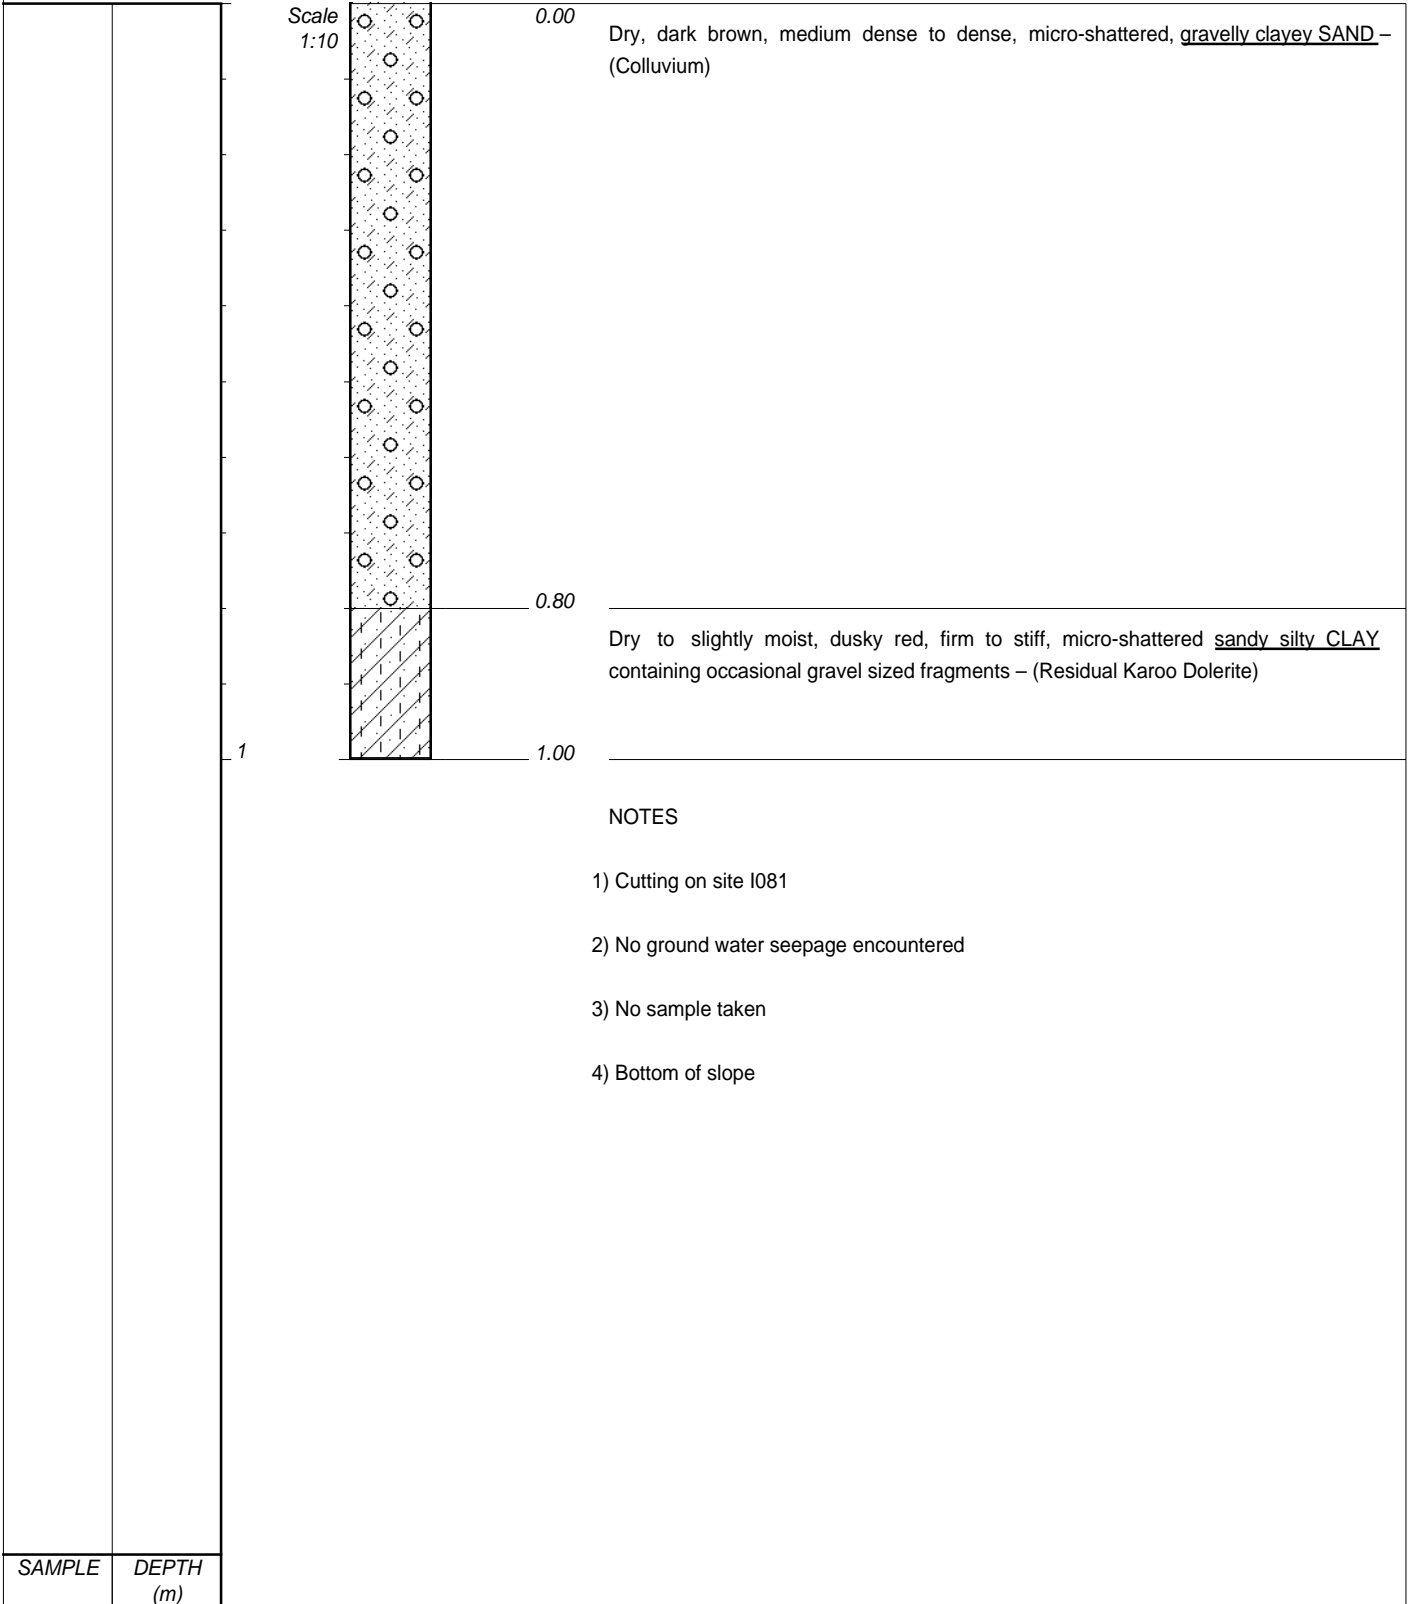 Scale
1:10
0.00
Dry, dark brown, medium dense to dense, micro-shattered, gravelly clayey SAND –
(Colluvium)
0.80
Dry to slightly moist, dusky red, firm to stiff, micro-shattered sandy silty CLAY
containing occasional gravel sized fragments – (Residual Karoo Dolerite)
1
1.00
NOTES
1) Cutting on site I081
2) No ground water seepage encountered
3) No sample taken
4) Bottom of slope
SAMPLE
DEPTH
(m)